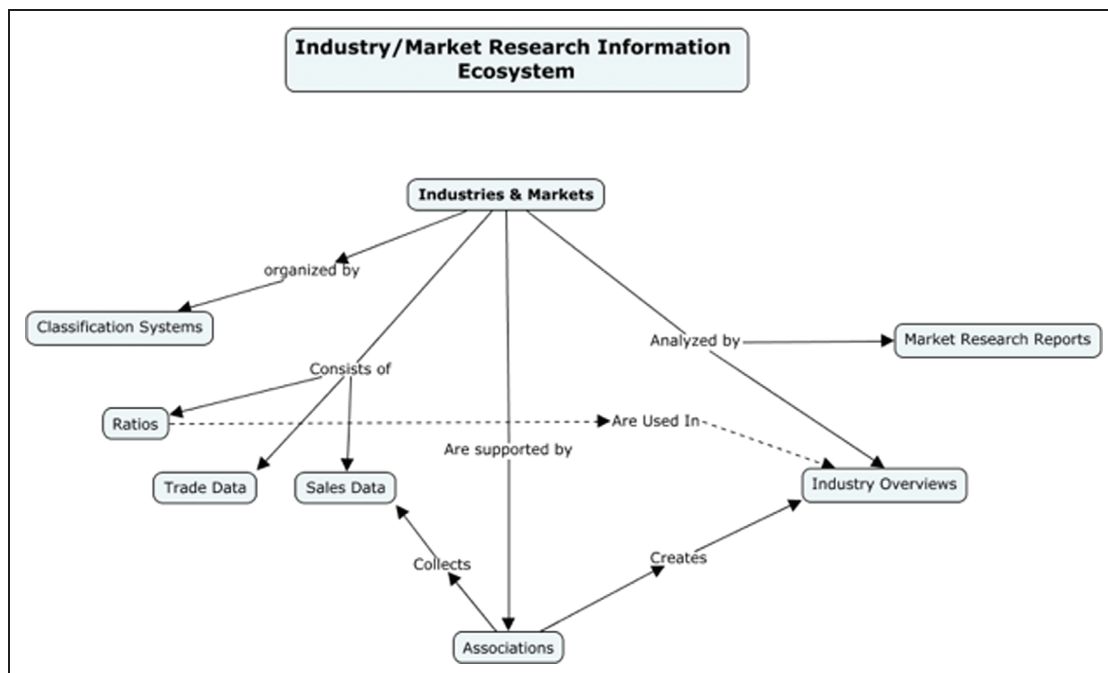 Industry/Market Research Information
Ecosystem
Industries & Markets
organized by
Classification Systems
Analyzed by
Market Research Reports
Consists of
Ratios
Are Used In
Are supported by
Trade Data
Sales Data
Industry Overviews
Collects
Creates
Associations